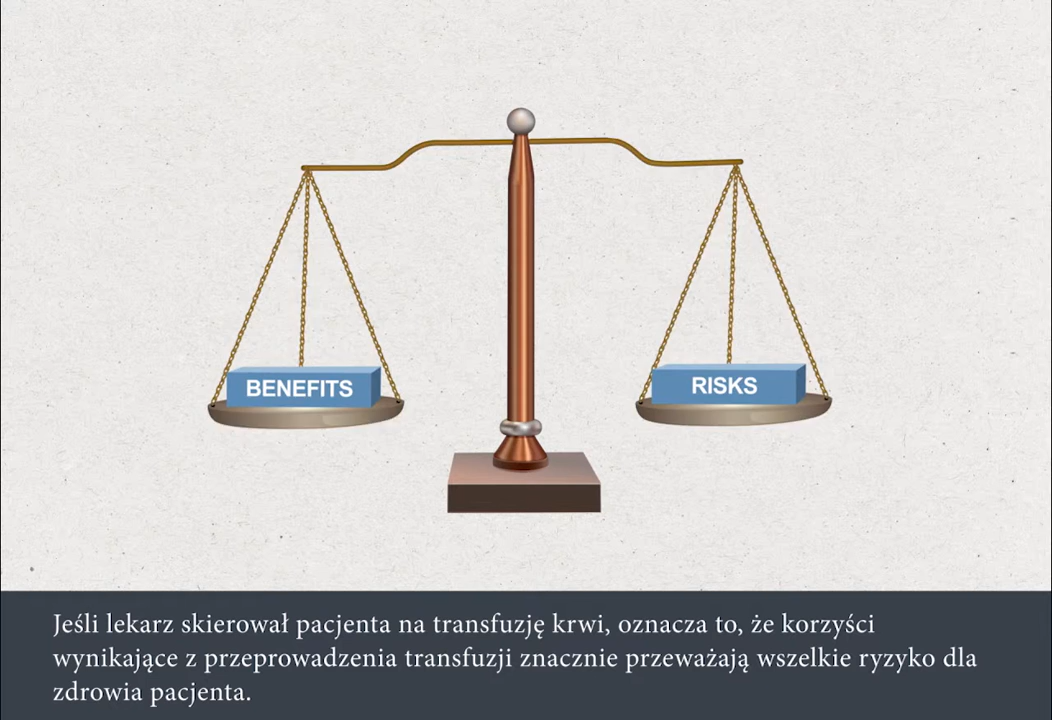 BENEFITS
RISKS
Jeśli lekarz skierował pacjenta na transfuzję krwi, oznacza to, że korzyści
wynikające z przeprowadzenia transfuzji znacznie przeważają wszelkie ryzyko dla
zdrowia pacjenta.